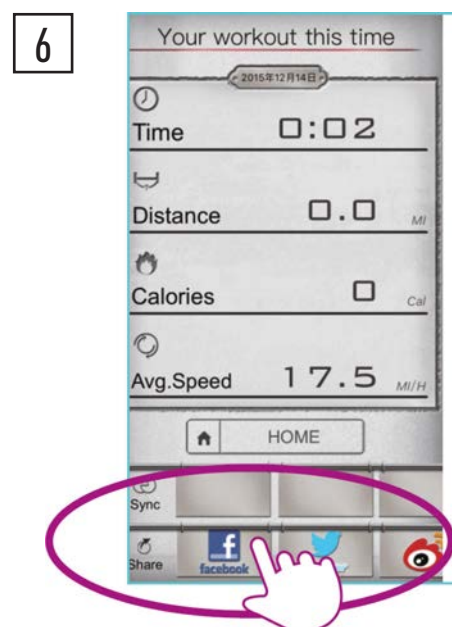 6
Your workout this time
2015年12月14日
Time 0:02
Distance 0.0 MI
Calories 0 Cal
Avg.Speed 17.5 MI/H
HOME
Sync
Share facebook